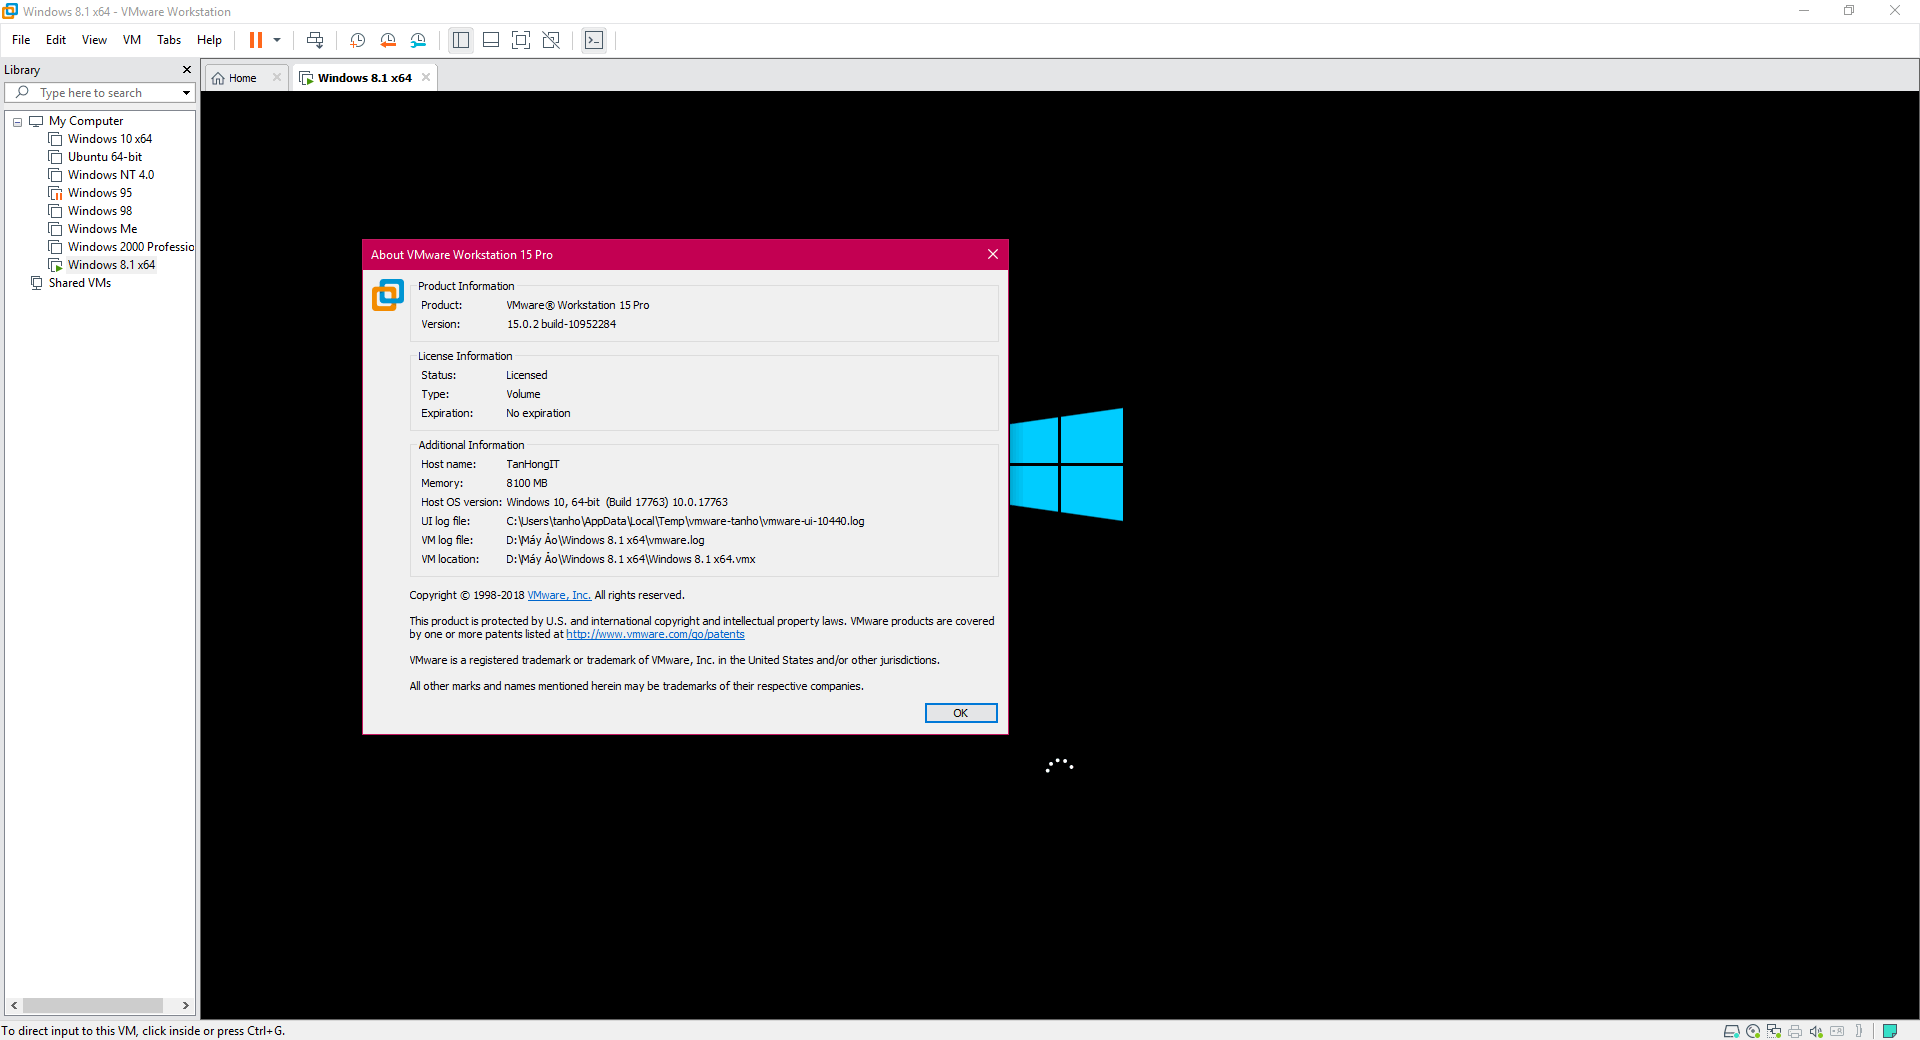 Windows 8.1 x64 - VMware Workstation
File Edit View VM Tabs Help
Library
Type here to search
My Computer
Windows 10 x64
Ubuntu 64-bit
Windows NT 4.0
Windows 95
Windows 98
Windows Me
Windows 2000 Professio
Windows 8.1 x64
Shared VMs
Home
Windows 8.1 x64
About VMware Workstation 15 Pro
Product Information
Product: VMware® Workstation 15 Pro
Version: 15.0.2 build-10952284
License Information
Status: Licensed
Type: Volume
Expiration: No expiration
Additional Information
Host name: TanHongIT
Memory: 8100 MB
Host OS version: Windows 10, 64-bit (Build 17763) 10.0.17763
UI log file: C:\Users\tanho\AppData\Local\Temp\vmware-tanho\vmware-ui-10440.log
VM log file: D:\Máy Ảo\Windows 8.1 x64\vmware.log
VM location: D:\Máy Ảo\Windows 8.1 x64\Windows 8.1 x64.vmx
Copyright © 1998-2018 VMware, Inc. All rights reserved.
This product is protected by U.S. and international copyright and intellectual property laws. VMware products are covered
by one or more patents listed at http://www.vmware.com/go/patents
VMware is a registered trademark or trademark of VMware, Inc. in the United States and/or other jurisdictions.
All other marks and names mentioned herein may be trademarks of their respective companies.
OK
To direct input to this VM, click inside or press Ctrl+G.